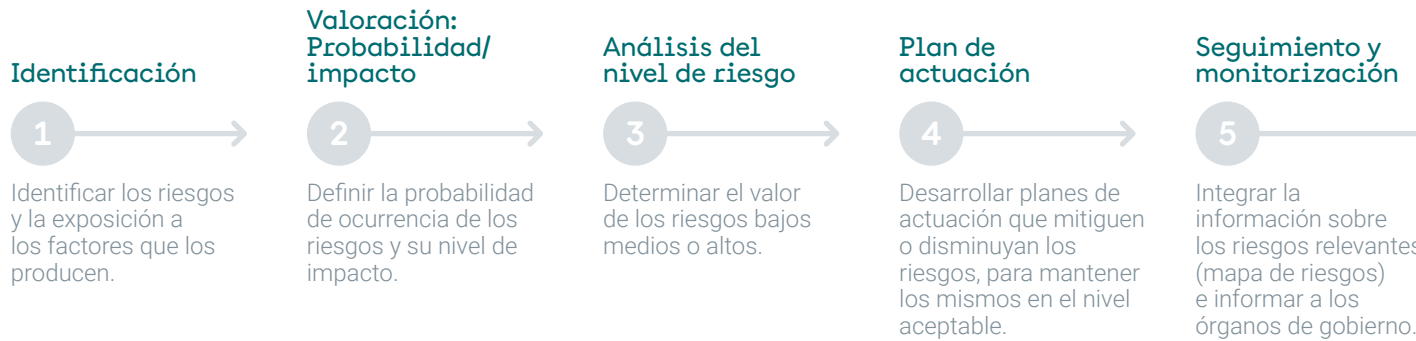 Identificación
1
Identificar los riesgos
y la exposición a
los factores que los
producen.
Valoración:
Probabilidad/
impacto
2
Definir la probabilidad
de ocurrencia de los
riesgos y su nivel de
impacto.
Análisis del
nivel de riesgo
3
Determinar el valor
de los riesgos bajos
medios o altos.
Plan de
actuación
4
Desarrollar planes de
actuación que mitiguen
o disminuyan los
riesgos, para mantener
los mismos en el nivel
aceptable.
Seguimiento y
monitorización
5
Integrar la
información sobre
los riesgos relevantes
(mapa de riesgos)
e informar a los
órganos de gobierno.